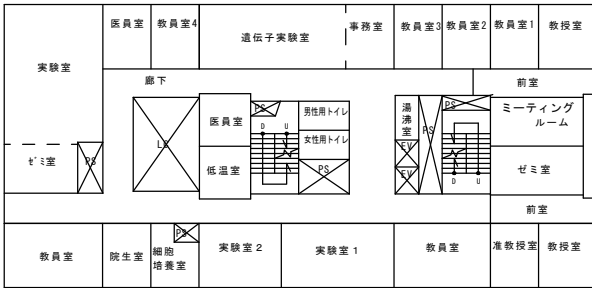 医員室 教員室4 遺伝子実験室 事務室 教員室3 教員室2 教員室1 教授室
実験室
廊下 前室
PS 男性用トイレ 湯沸室 PS ミーティングルーム
医員室 D U PS
LS 女性用トイレ EV
ゼミ室 PS 低温室 PS EV D U ゼミ室
前室
PS
教員室 院生室 細胞培養室 実験室2 実験室1 教員室 准教授室 教授室